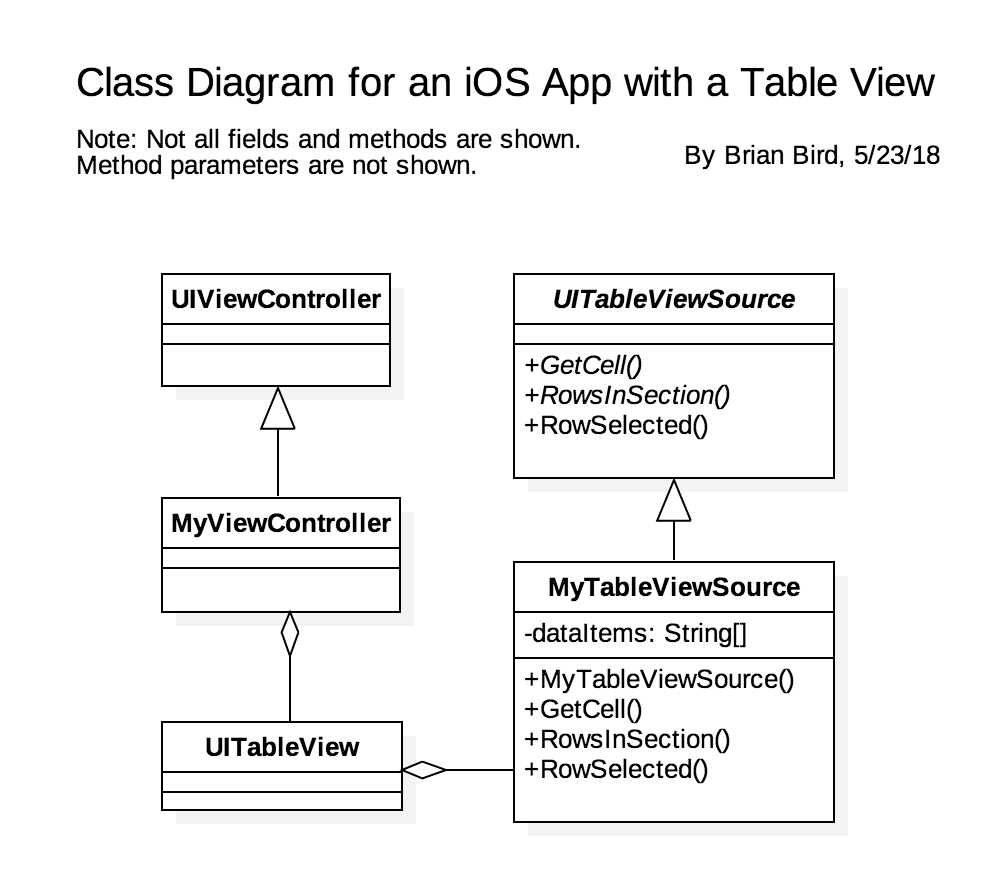 Class Diagram for an iOS App with a Table View
Note: Not all fields and methods are shown.
Method parameters are not shown.
By Brian Bird, 5/23/18
UIViewController
UITableViewSource
+GetCell()
+RowsInSection()
+RowSelected()
MyViewController
MyTableViewSource
-dataItems: String[]
+MyTableViewSource()
+GetCell()
+RowsInSection()
+RowSelected()
UITableView